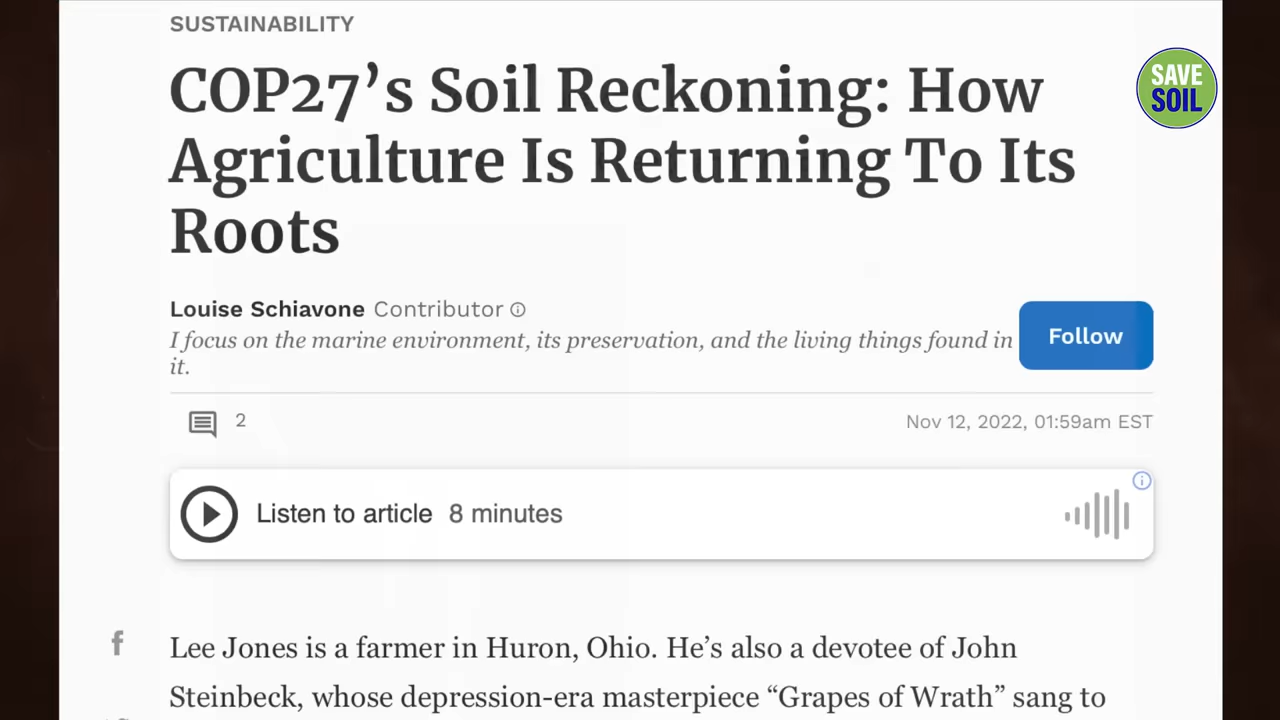 SUSTAINABILITY
COP27's Soil Reckoning: How
Agriculture Is Returning To Its
Roots
SAVE
SOIL
Louise Schiavone Contributor
I focus on the marine environment, its preservation, and the living things found in
it.
Follow
2
Nov 12, 2022, 01:59am EST
Listen to article 8 minutes
f
Lee Jones is a farmer in Huron, Ohio. He's also a devotee of John
Steinbeck, whose depression-era masterpiece “Grapes of Wrath” sang to